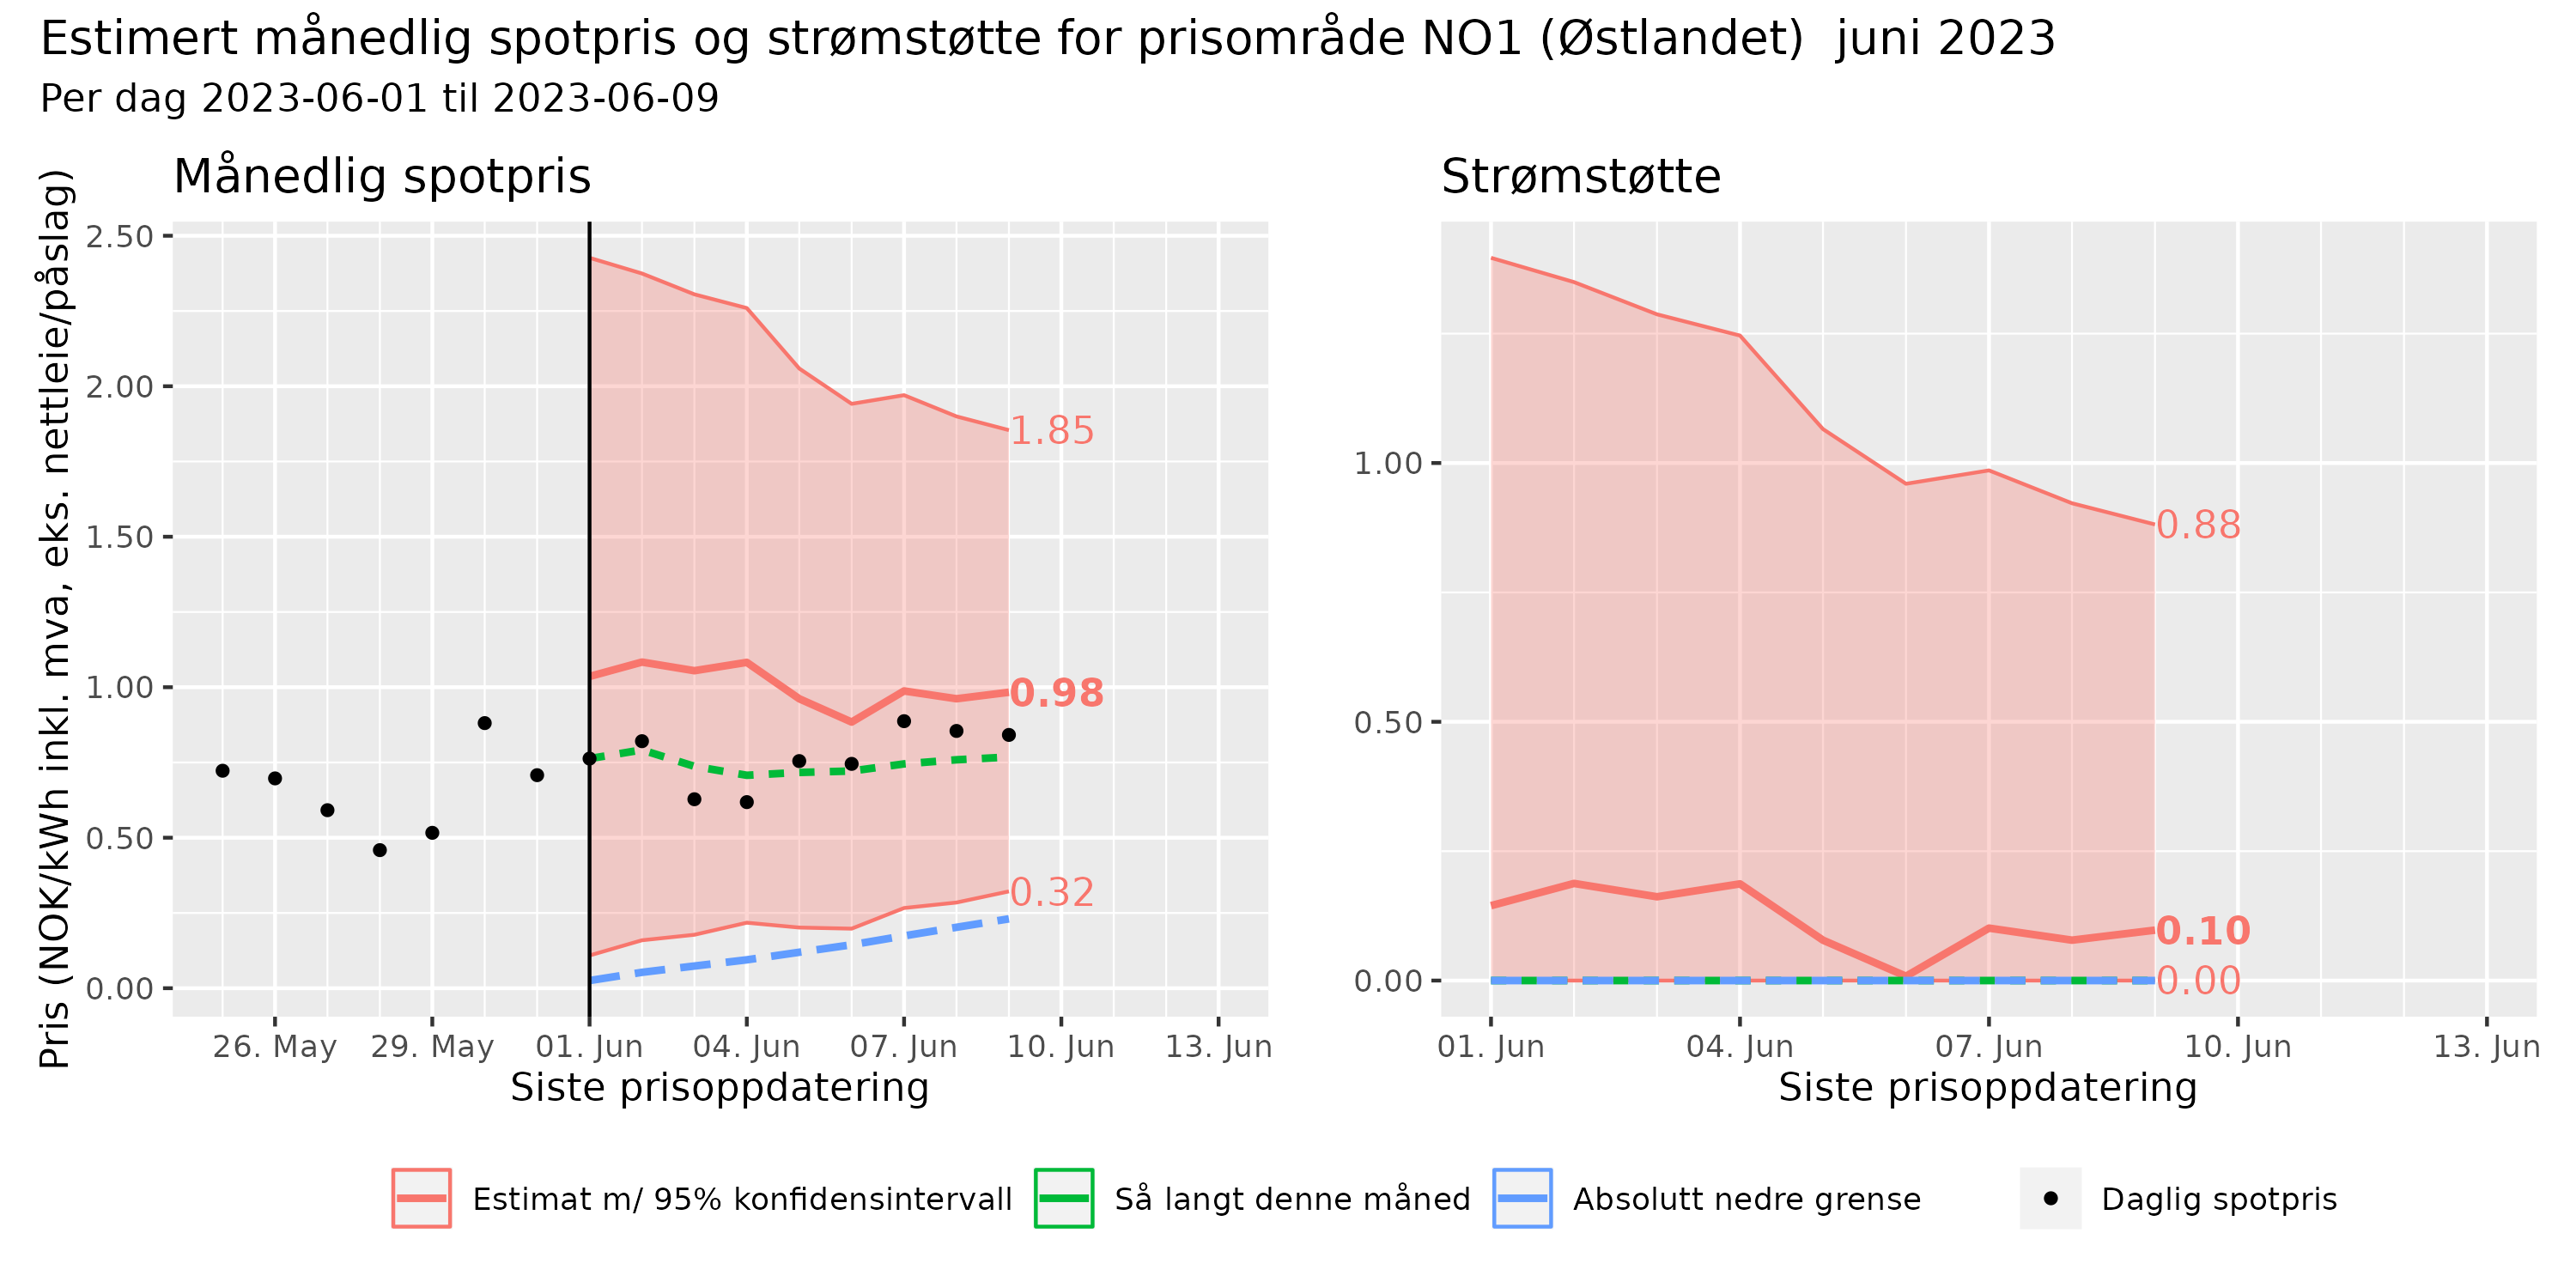 Estimert månedlig spotpris og strømstøtte for prisområde NO1 (Østlandet)  juni 2023
Per dag 2023-06-01 til 2023-06-09
Månedlig spotpris
Pris (NOK/kWh inkl. mva, eks. nettleie/påslag)
2.50
2.00
1.50
1.00
0.50
0.00
1.85
0.98
0.32
26. May
29. May
01. Jun
04. Jun
07. Jun
10. Jun
13. Jun
Siste prisoppdatering
Strømstøtte
1.00
0.50
0.00
0.88
0.10
0.00
01. Jun
04. Jun
07. Jun
10. Jun
13. Jun
Siste prisoppdatering
Estimat m/ 95% konfidensintervall
Så langt denne måned
Absolutt nedre grense
Daglig spotpris